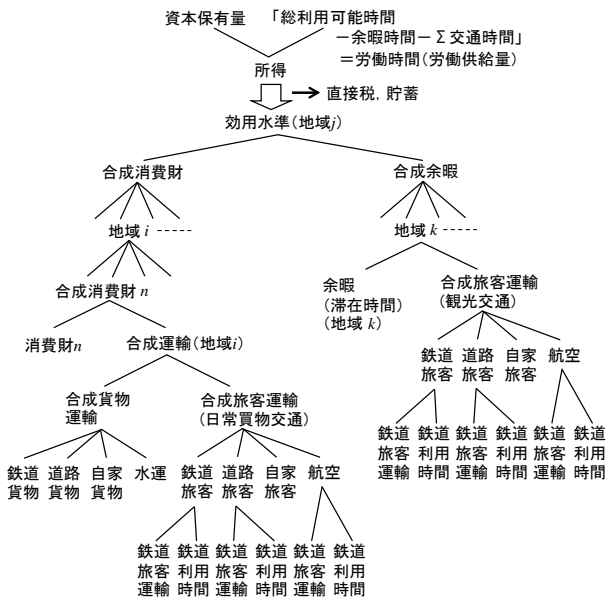 資本保有量 「総利用可能時間
－余暇時間－Σ交通時間」
＝労働時間(労働供給量)
所得
直接税, 貯蓄
効用水準(地域j)
合成消費財 合成余暇
地域 i ----- 地域 k -----
合成消費財 n
余暇
(滞在時間)
(地域 k)
合成旅客運輸
(観光交通)
消費財n 合成運輸(地域i)
鉄道 道路 自家 航空
旅客 旅客 旅客
合成貨物
運輸
合成旅客運輸
(日常買物交通)
鉄道 鉄道 鉄道 鉄道 鉄道 鉄道
旅客 利用 旅客 利用 旅客 利用
運輸 時間 運輸 時間 運輸 時間
鉄道 道路 自家 水運
貨物 貨物 貨物
鉄道 道路 自家 航空
旅客 旅客 旅客
鉄道 鉄道 鉄道 鉄道 鉄道 鉄道
旅客 利用 旅客 利用 旅客 利用
運輸 時間 運輸 時間 運輸 時間